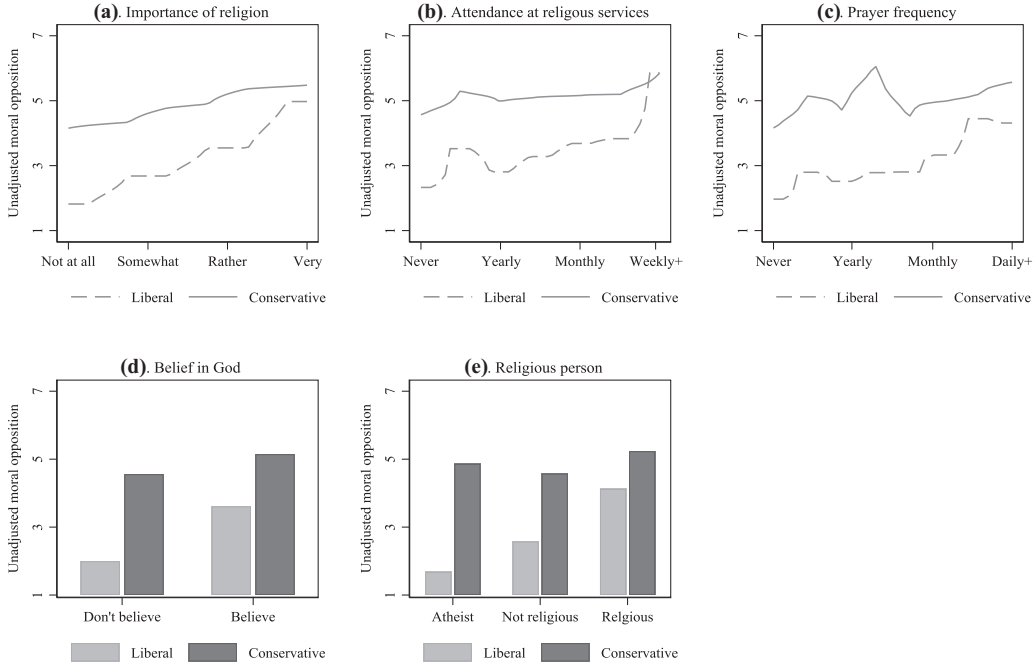 (a). Importance of religion
Unadjusted moral opposition
7
5
3
1
Not at all Somewhat Rather Very
Liberal Conservative
(b). Attendance at religous services
Unadjusted moral opposition
7
5
3
1
Never Yearly Monthly Weekly+
Liberal Conservative
(c). Prayer frequency
Unadjusted moral opposition
7
5
3
1
Never Yearly Monthly Daily+
Liberal Conservative
(d). Belief in God
Unadjusted moral opposition
7
5
3
1
Don't believe Believe
Liberal Conservative
(e). Religious person
Unadjusted moral opposition
7
5
3
1
Atheist Not religious Relgious
Liberal Conservative